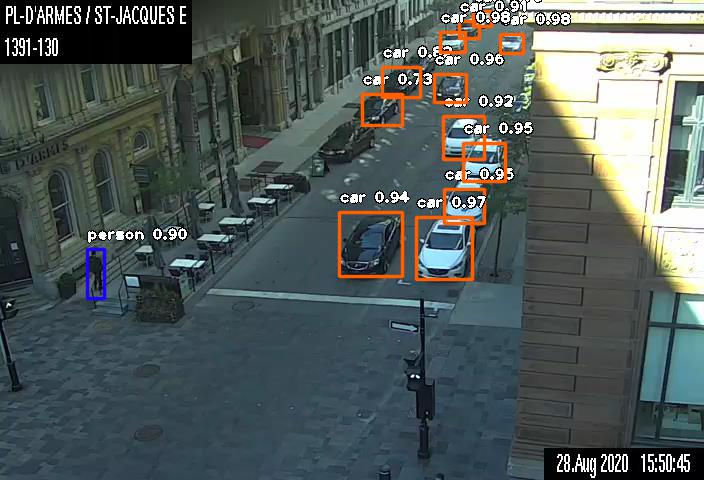 PL-D'ARMES / ST-JACQUES E
1391-130
car 0.91
car 0.98
car 0.98
car 0.96
car 0.73
car 0.92
car 0.95
car 0.95
car 0.94
car 0.97
person 0.90
D'ARMES
28.Aug 2020 15:50:45